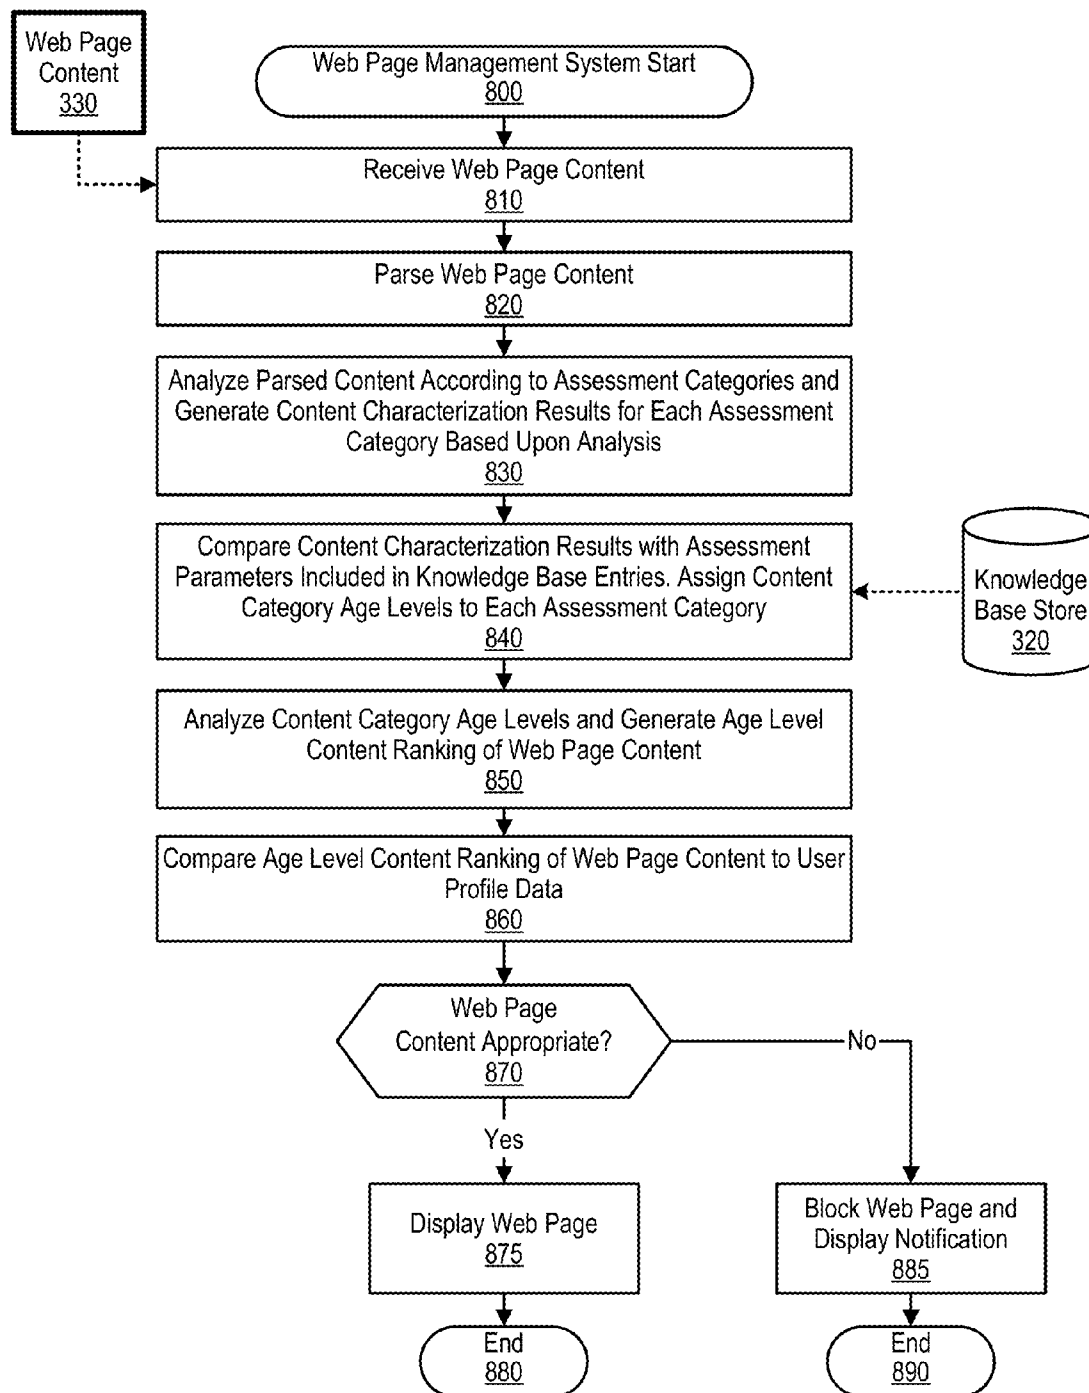 Web Page
Content
330
Web Page Management System Start
800
Receive Web Page Content
810
Parse Web Page Content
820
Analyze Parsed Content According to Assessment Categories and
Generate Content Characterization Results for Each Assessment
Category Based Upon Analysis
830
Compare Content Characterization Results with Assessment
Parameters Included in Knowledge Base Entries. Assign Content
Category Age Levels to Each Assessment Category
840
Knowledge
Base Store
320
Analyze Content Category Age Levels and Generate Age Level
Content Ranking of Web Page Content
850
Compare Age Level Content Ranking of Web Page Content to User
Profile Data
860
Web Page
Content Appropriate?
870
No
Yes
Display Web Page
875
Block Web Page and
Display Notification
885
End
880
End
890